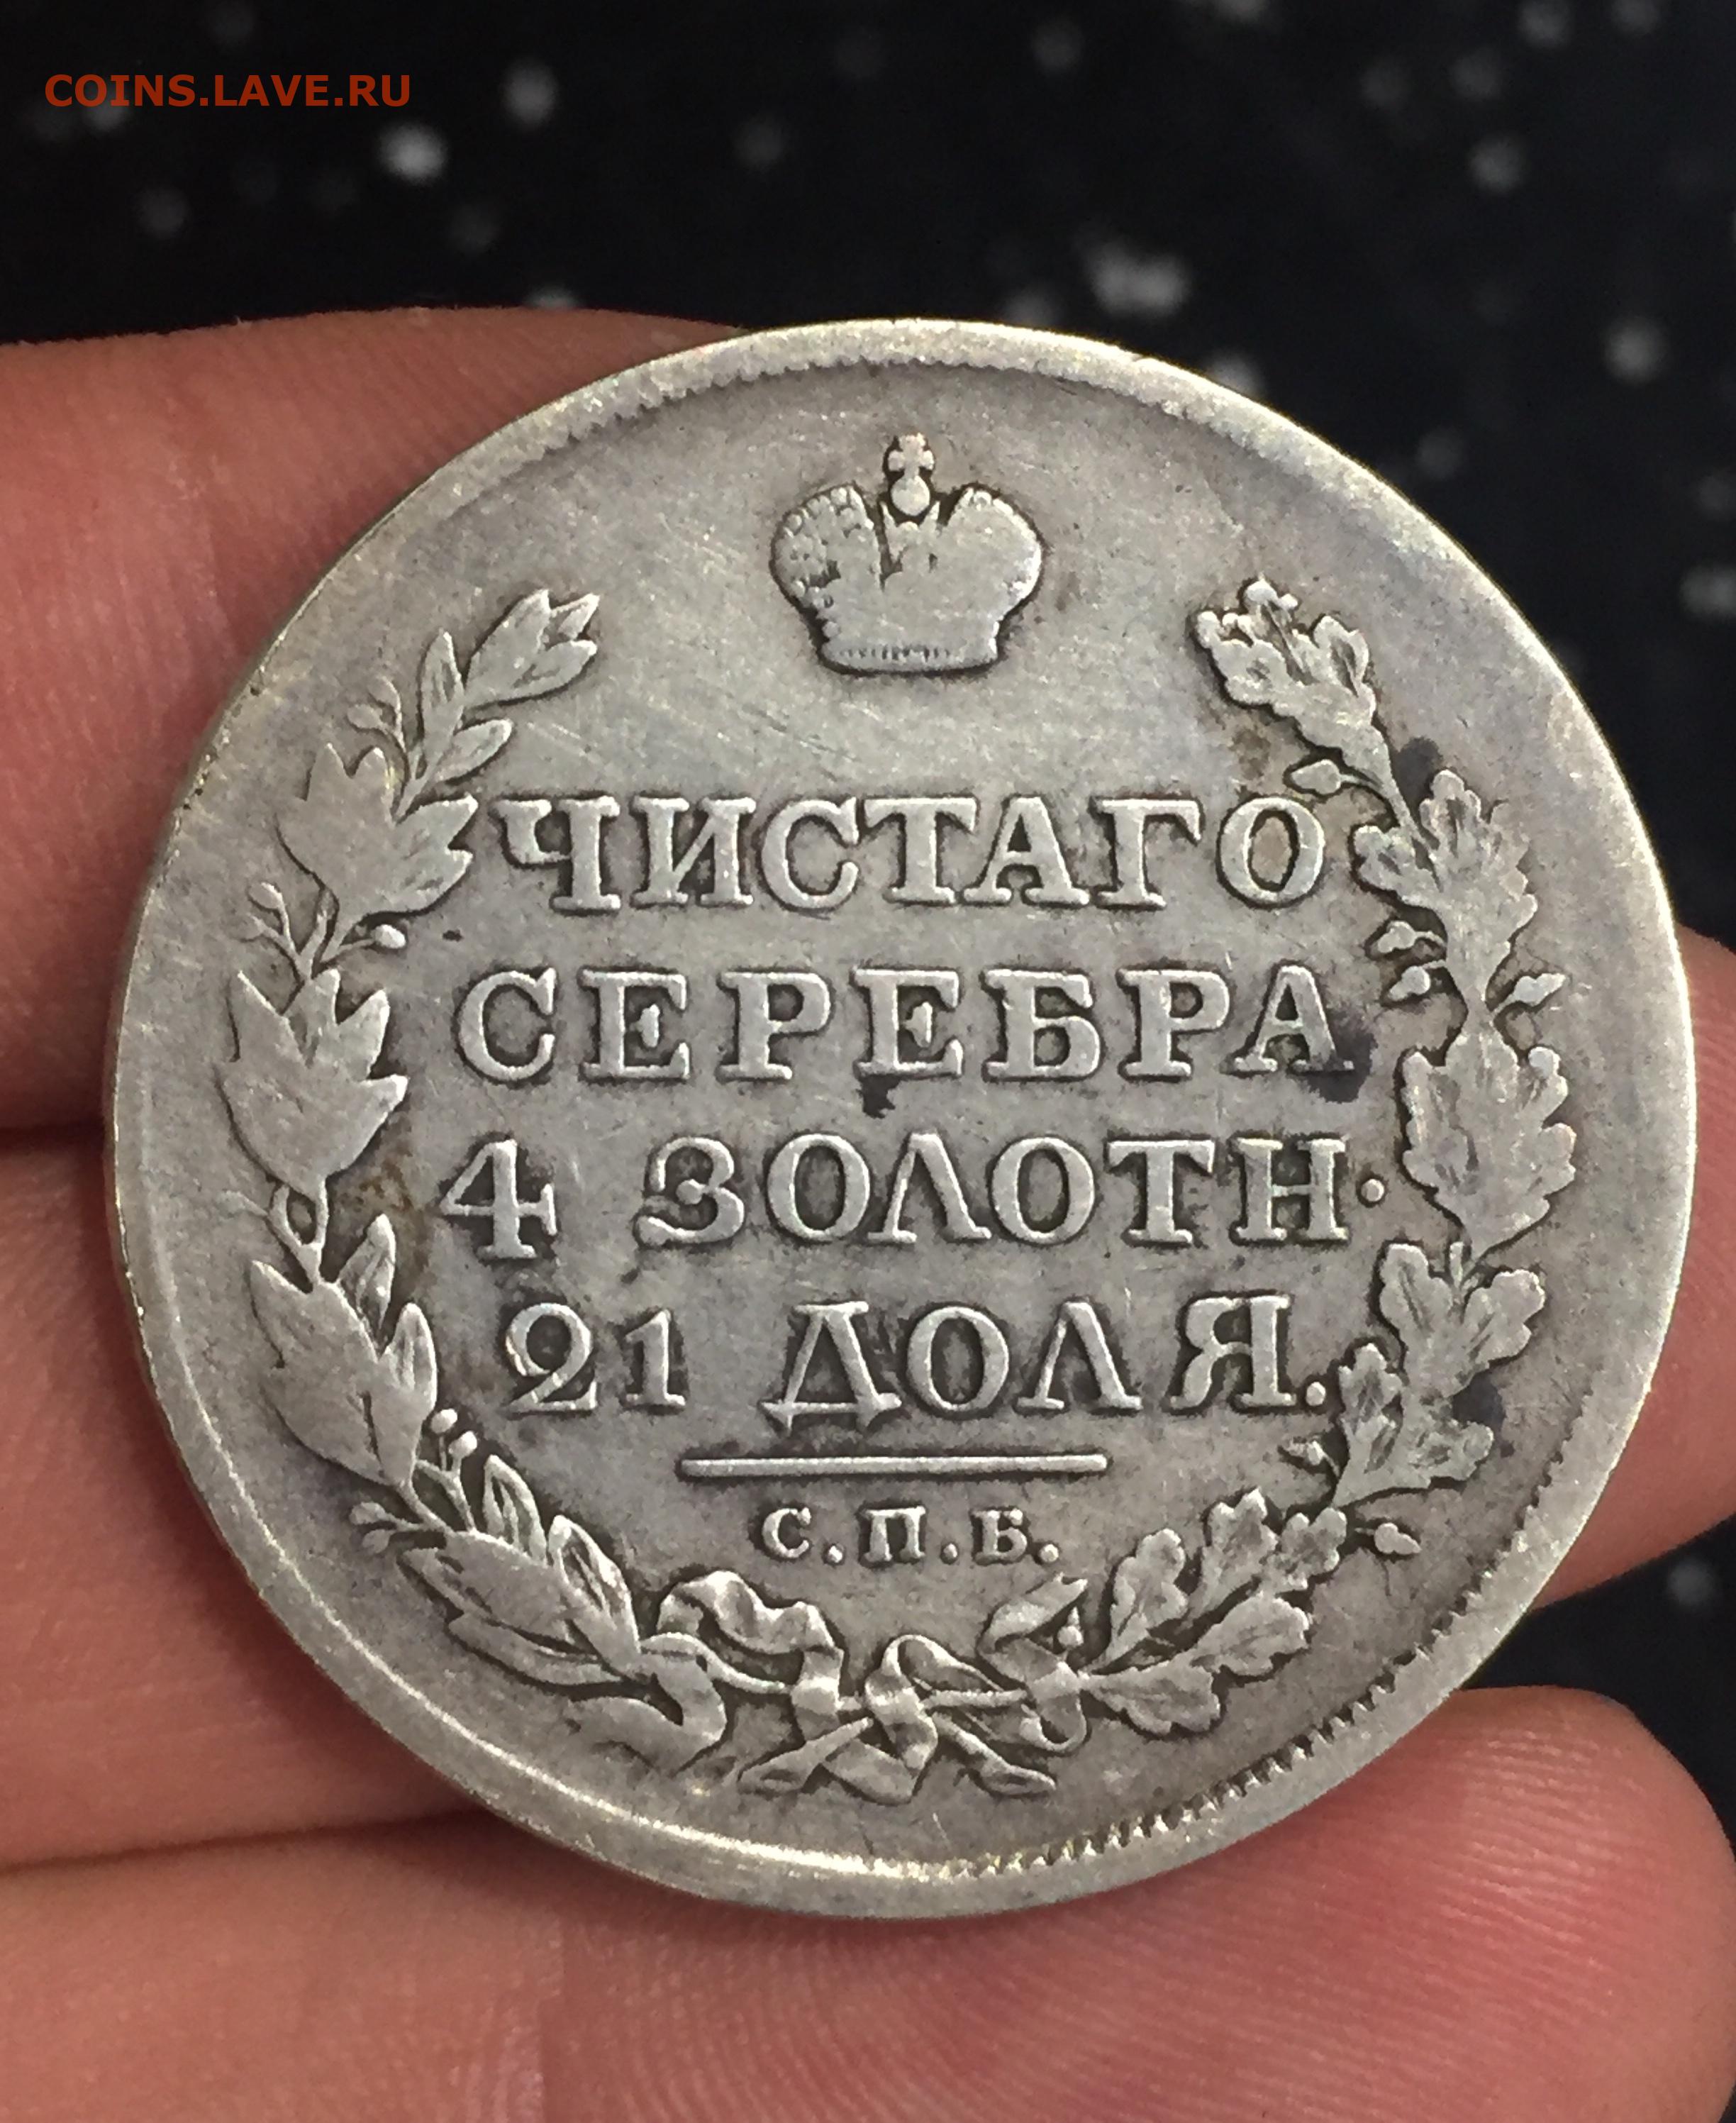 COINS.LAVE.RU
ЧИСТАГО
СЕРЕБРА
4 ЗОЛОТН·
21 ДОЛЯ.
С.П.Б.